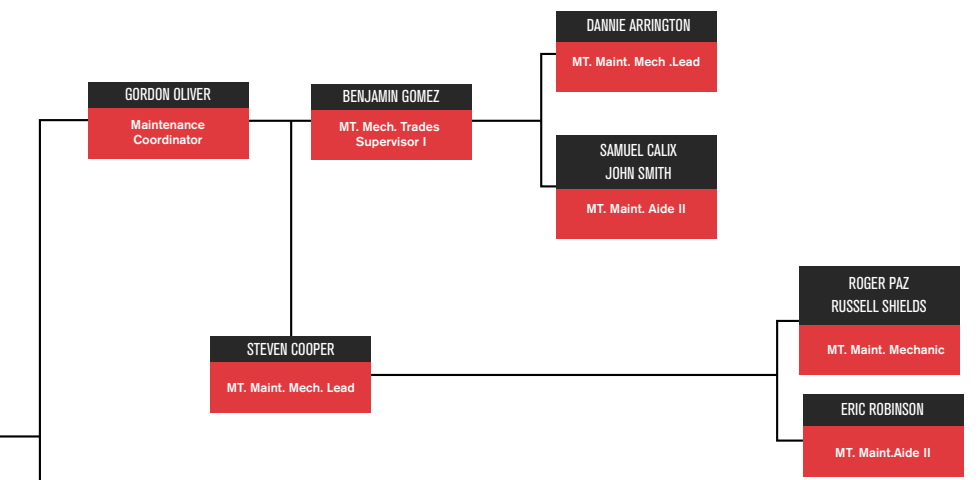 DANNIE ARRINGTON
MT. Maint. Mech .Lead
GORDON OLIVER
Maintenance
Coordinator
BENJAMIN GOMEZ
MT. Mech. Trades
Supervisor I
SAMUEL CALIX
JOHN SMITH
MT. Maint. Aide II
ROGER PAZ
RUSSELL SHIELDS
MT. Maint. Mechanic
STEVEN COOPER
MT. Maint. Mech. Lead
ERIC ROBINSON
MT. Maint.Aide II